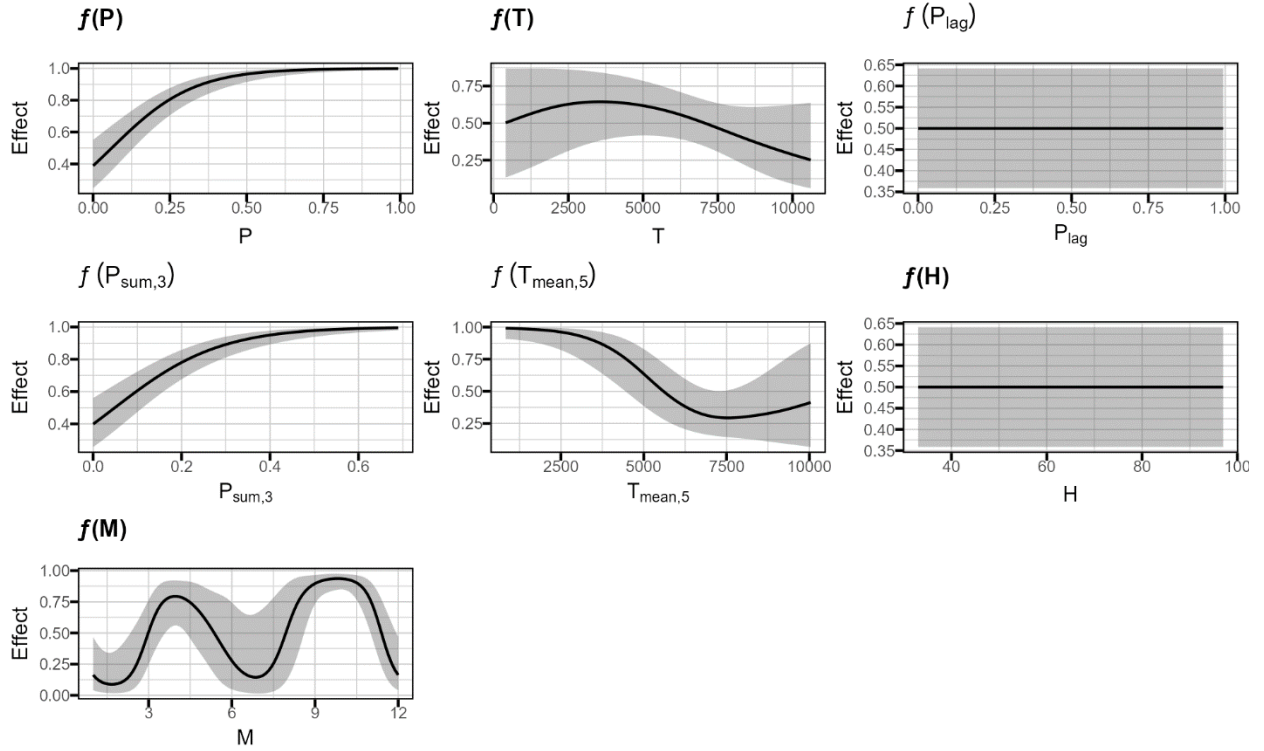 f(P)
f(T)
f (Plag)
Effect
1.0
0.8
0.6
0.4
0.00 0.25 0.50 0.75 1.00
P
Effect
0.75
0.50
0.25
0 2500 5000 7500 10000
T
Effect
0.65
0.60
0.55
0.50
0.45
0.40
0.35
0.00 0.25 0.50 0.75 1.00
Plag
f (Psum,3)
f (Tmean,5)
f(H)
Effect
1.0
0.8
0.6
0.4
0.0 0.2 0.4 0.6
Psum,3
Effect
1.00
0.75
0.50
0.25
2500 5000 7500 10000
Tmean,5
Effect
0.65
0.60
0.55
0.50
0.45
0.40
0.35
40 60 80 100
H
f(M)
Effect
1.00
0.75
0.50
0.25
0.00
3 6 9 12
M